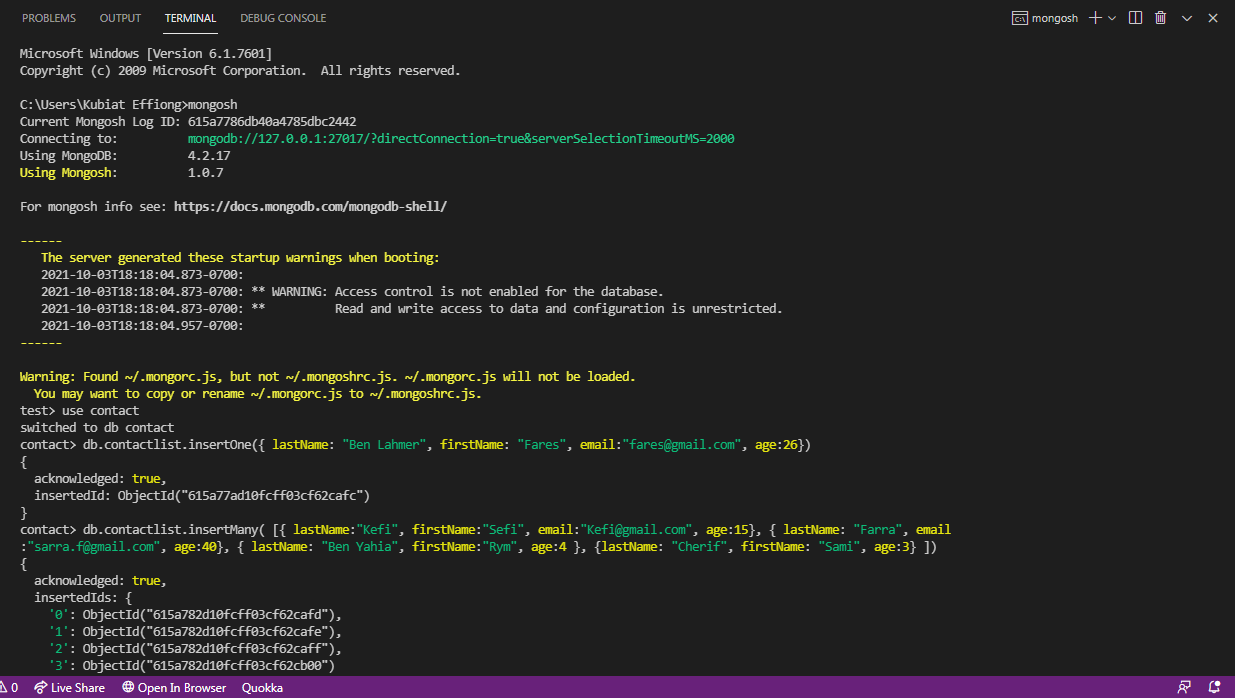 PROBLEMS OUTPUT TERMINAL DEBUG CONSOLE mongosh
Microsoft Windows [Version 6.1.7601]
Copyright (c) 2009 Microsoft Corporation.  All rights reserved.
C:\Users\Kubiat Effiong>mongosh
Current Mongosh Log ID: 615a7786db40a4785dbc2442
Connecting to:          mongodb://127.0.0.1:27017/?directConnection=true&serverSelectionTimeoutMS=2000
Using MongoDB:          4.2.17
Using Mongosh:          1.0.7
For mongosh info see: https://docs.mongodb.com/mongodb-shell/
------
   The server generated these startup warnings when booting:
   2021-10-03T18:18:04.873-0700:
   2021-10-03T18:18:04.873-0700: ** WARNING: Access control is not enabled for the database.
   2021-10-03T18:18:04.873-0700: **          Read and write access to data and configuration is unrestricted.
   2021-10-03T18:18:04.957-0700:
------
Warning: Found ~/.mongorc.js, but not ~/.mongoshrc.js. ~/.mongorc.js will not be loaded.
  You may want to copy or rename ~/.mongorc.js to ~/.mongoshrc.js.
test> use contact
switched to db contact
contact> db.contactlist.insertOne({ lastName: "Ben Lahmer", firstName: "Fares", email:"fares@gmail.com", age:26})
{
  acknowledged: true,
  insertedId: ObjectId("615a77ad10fcff03cf62cafc")
}
contact> db.contactlist.insertMany( [{ lastName:"Kefi", firstName:"Sefi", email:"Kefi@gmail.com", age:15}, { lastName: "Farra", email
:"sarra.f@gmail.com", age:40}, { lastName: "Ben Yahia", firstName:"Rym", age:4 }, {lastName: "Cherif", firstName: "Sami", age:3} ])
{
  acknowledged: true,
  insertedIds: {
    '0': ObjectId("615a782d10fcff03cf62cafd"),
    '1': ObjectId("615a782d10fcff03cf62cafe"),
    '2': ObjectId("615a782d10fcff03cf62caff"),
    '3': ObjectId("615a782d10fcff03cf62cb00")
0 Live Share Open In Browser Quokka